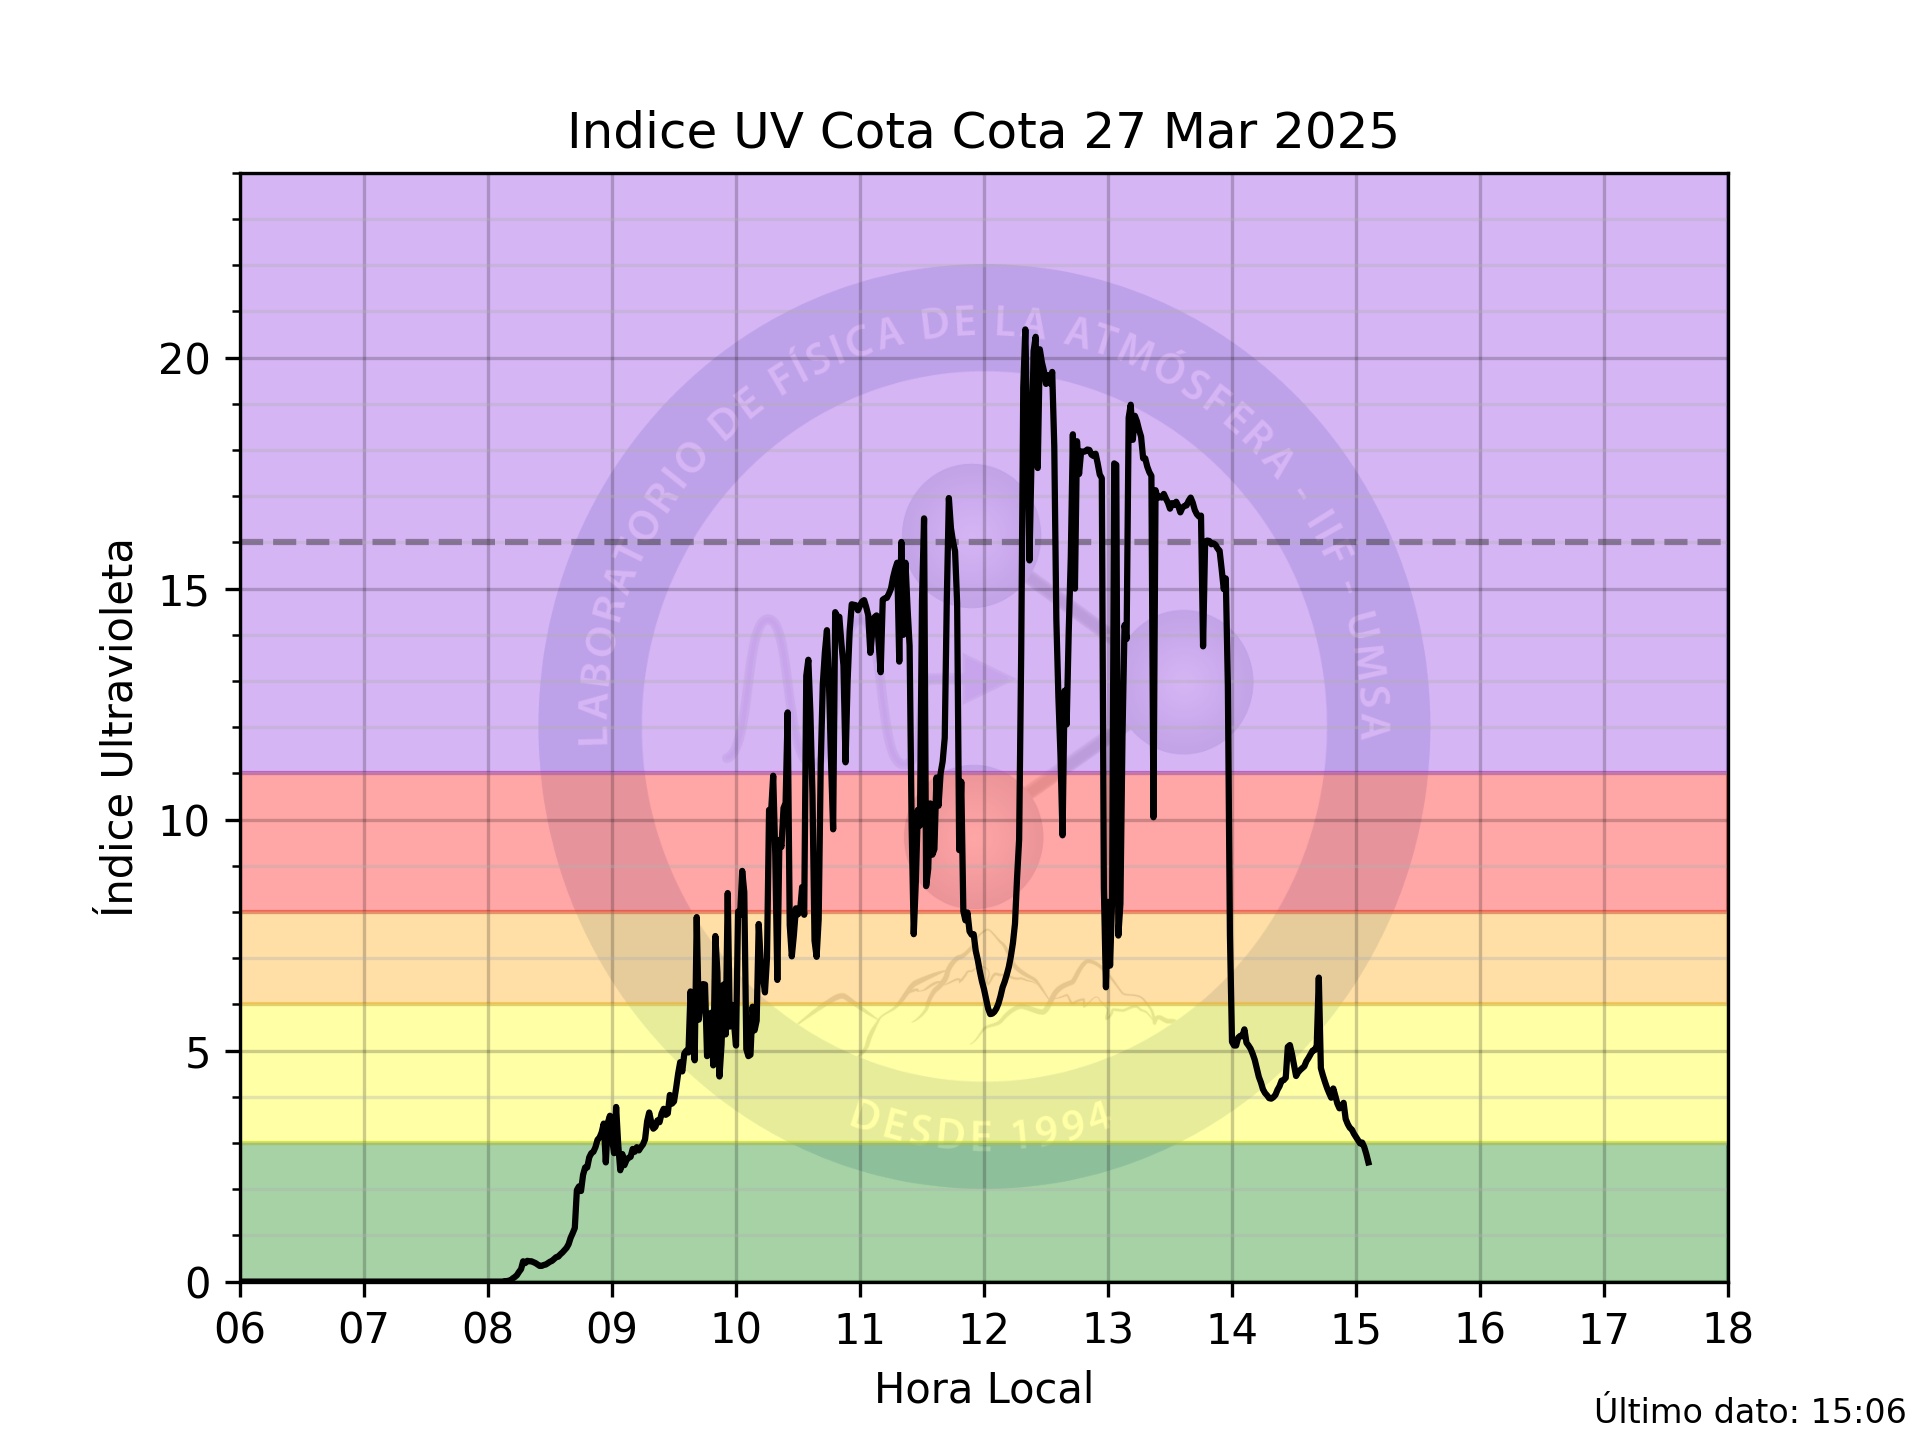 Indice UV Cota Cota 27 Mar 2025
LABORATORIO DE FÍSICA DE LA ATMÓSFERA - IIF - UMSA
DESDE 1994
Índice Ultravioleta
20
15
10
5
0
06 07 08 09 10 11 12 13 14 15 16 17 18
Hora Local
Último dato: 15:06